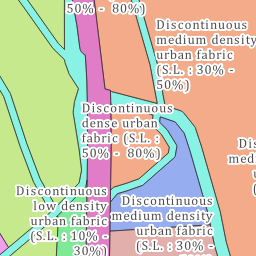 50% -  80%)
Discontinuous
medium density
urban fabric
(S.L. : 30% -
50%)
Discontinuous
dense urban
fabric (S.L. :
50% -  80%)
Discontinuous
low density
urban fabric
(S.L. : 10% -
30%)
Discontinuous
medium density
urban fabric
(S.L. : 30% -